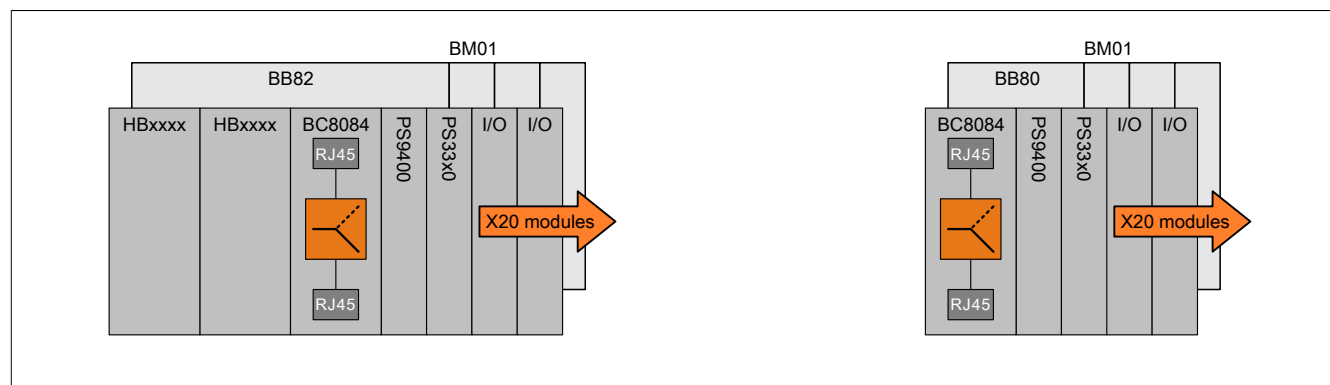 BM01
BB82
HBxxxx HBxxxx BC8084 PS9400 PS33x0 I/O I/O
RJ45
X20 modules
RJ45
BM01
BB80
BC8084 PS9400 PS33x0 I/O I/O
RJ45
X20 modules
RJ45